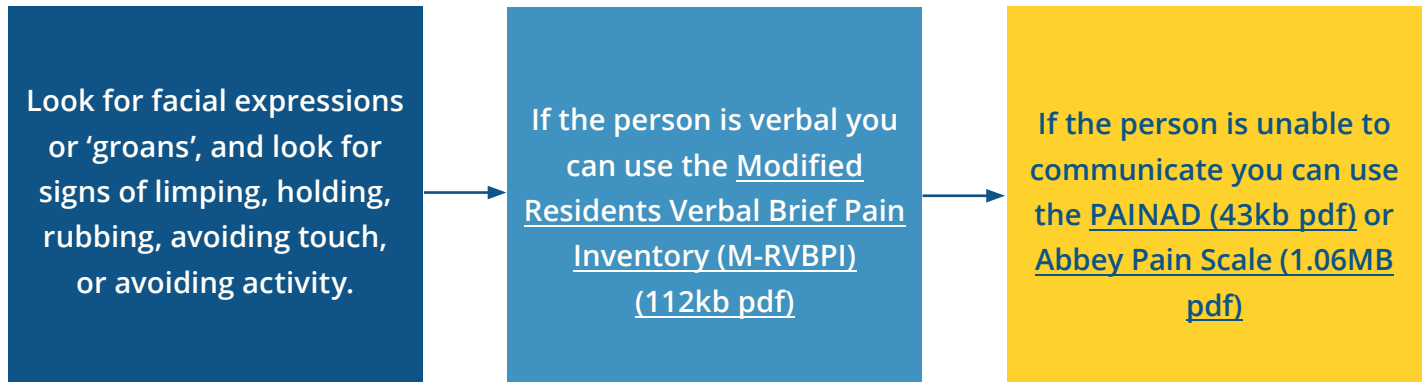 Look for facial expressions
or ‘groans’, and look for
signs of limping, holding,
rubbing, avoiding touch,
or avoiding activity.
If the person is verbal you
can use the Modified
Residents Verbal Brief Pain
Inventory (M-RVBPI)
(112kb pdf)
If the person is unable to
communicate you can use
the PAINAD (43kb pdf) or
Abbey Pain Scale (1.06MB
pdf)